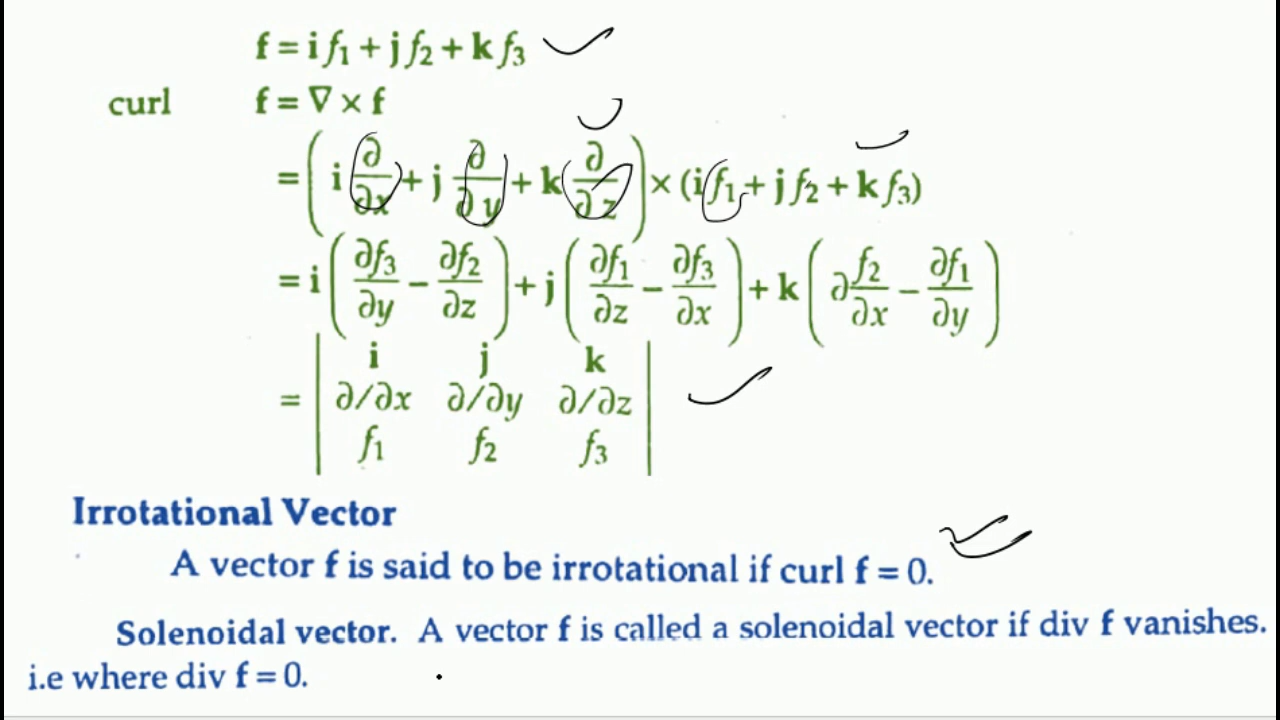 f = i f₁ + j f₂ + k f₃
curl f = ∇ × f
= ( i ∂/∂x + j ∂/∂y + k ∂/∂z ) × (i f₁ + j f₂ + k f₃)
= i ( ∂f₃/∂y − ∂f₂/∂z ) + j ( ∂f₁/∂z − ∂f₃/∂x ) + k ( ∂ f₂/∂x − ∂f₁/∂y )
| i j k |
= | ∂/∂x ∂/∂y ∂/∂z |
| f₁ f₂ f₃ |
Irrotational Vector
A vector f is said to be irrotational if curl f = 0.
Solenoidal vector. A vector f is called a solenoidal vector if div f vanishes.
i.e where div f = 0.